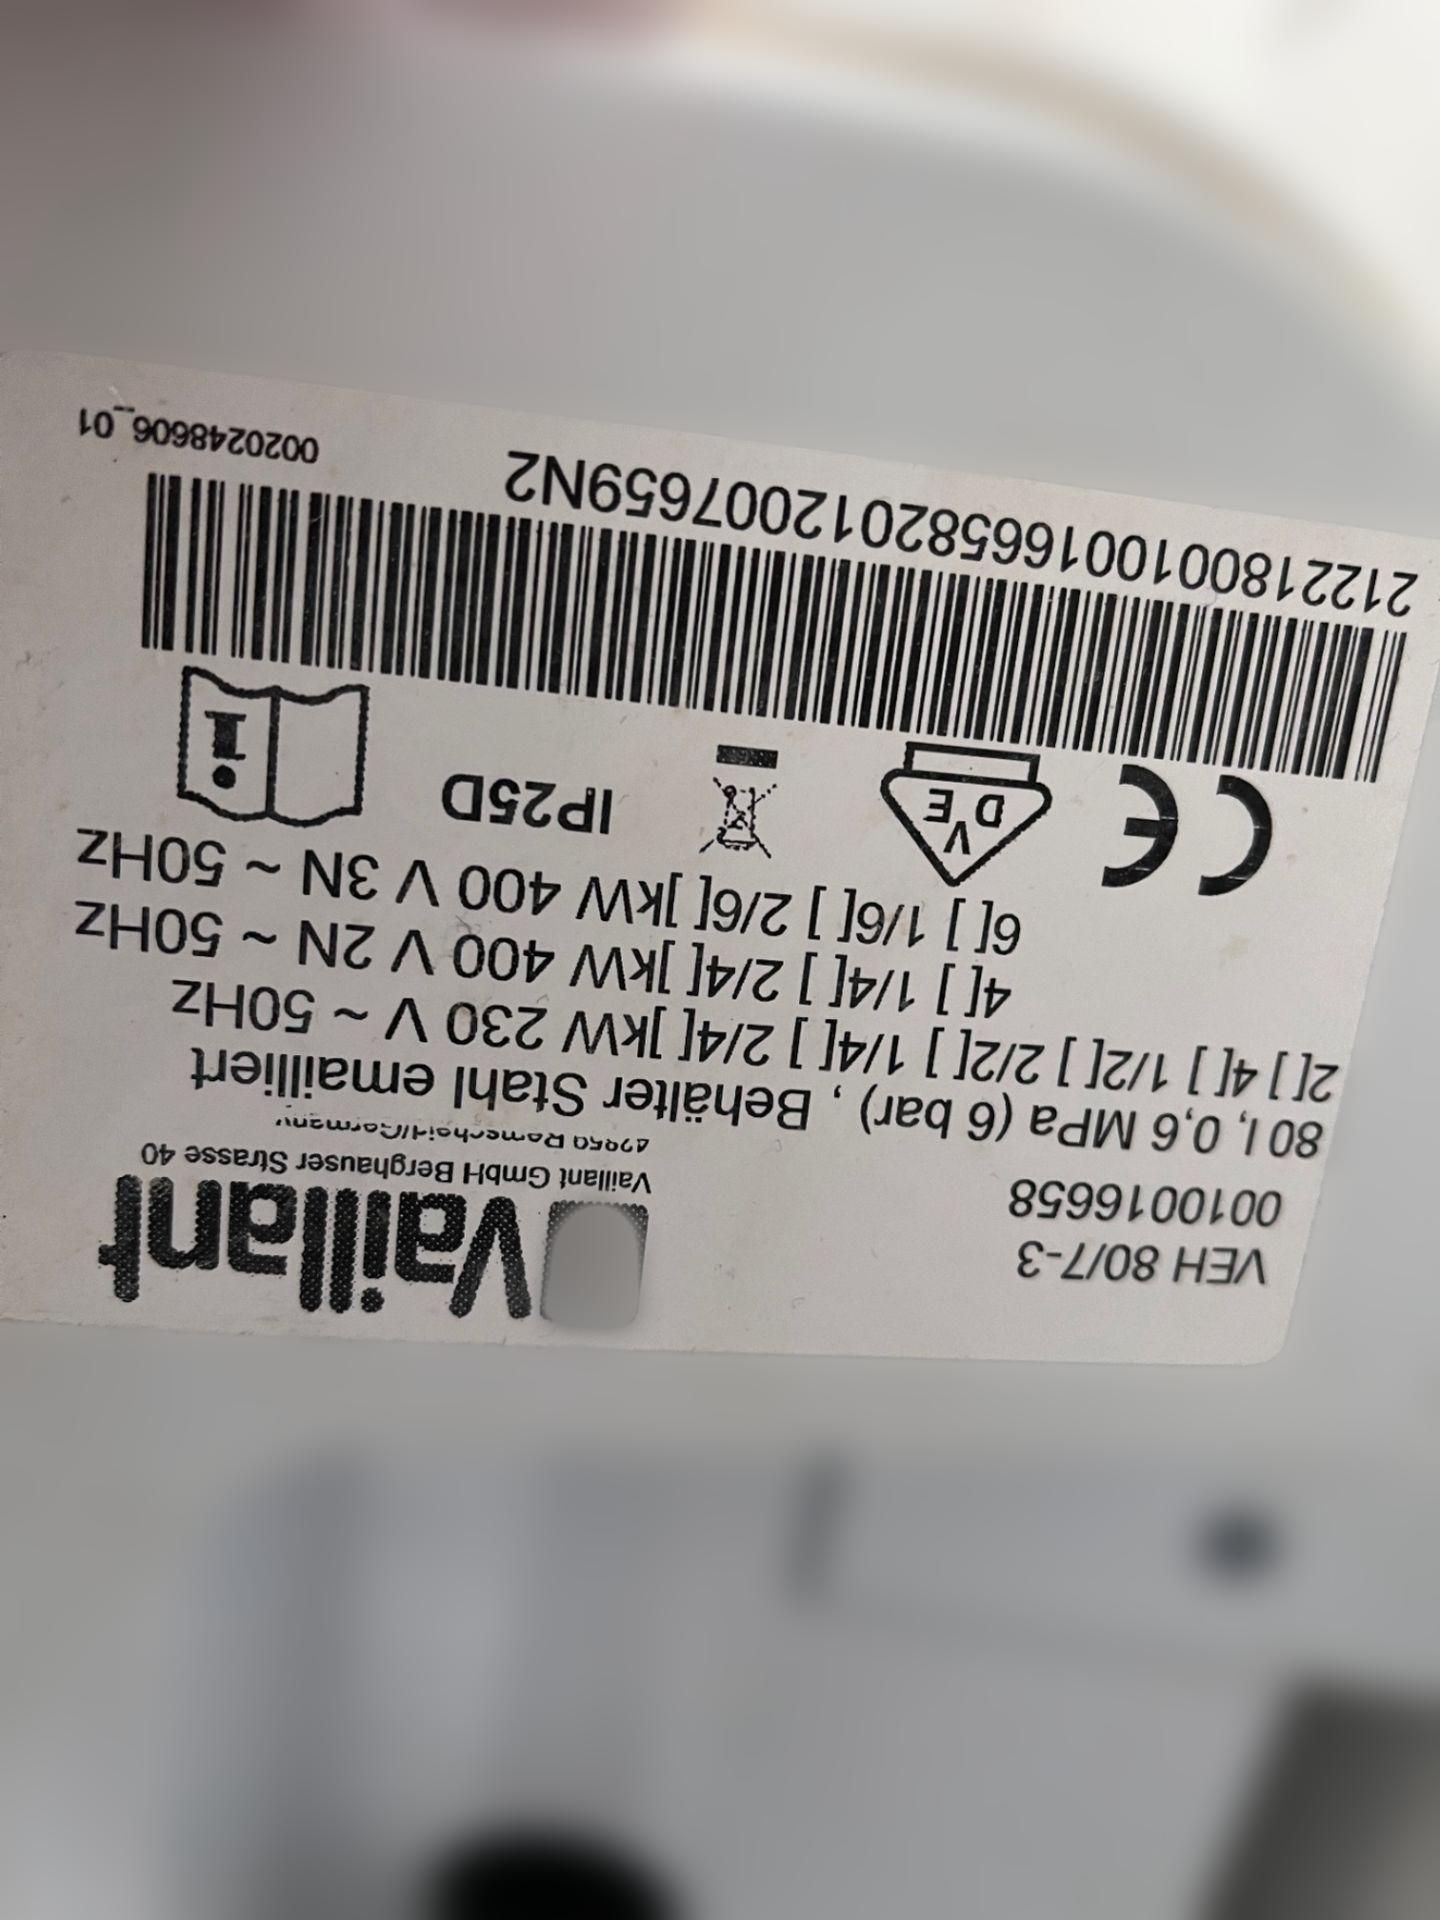 VEH 80/7-3
0010016658
Vaillant
Vaillant GmbH Berghauser Strasse 40
42859 Remscheid/Germany
80 l, 0,6 MPa (6 bar) , Behälter Stahl emailliert
2[ ] 4[ ] 1/2[ ] 2/2[ ] 1/4[ ] 2/4[ ]kW 230 V ~ 50Hz
4[ ] 1/4[ ] 2/4[ ]kW 400 V 2N ~ 50Hz
6[ ] 1/6[ ] 2/6[ ]kW 400 V 3N ~ 50Hz
CE
VDE
IP25D
i
21221800100166582012007659N2
0020248606_01